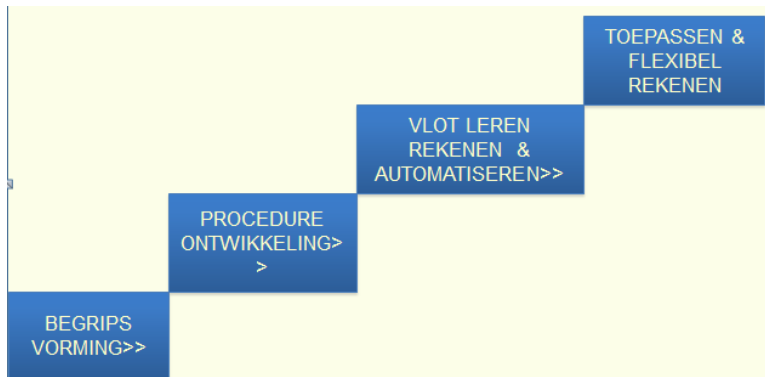 TOEPASSEN &
FLEXIBEL
REKENEN
VLOT LEREN
REKENEN &
AUTOMATISEREN>>
PROCEDURE
ONTWIKKELING>
>
BEGRIPS
VORMING>>